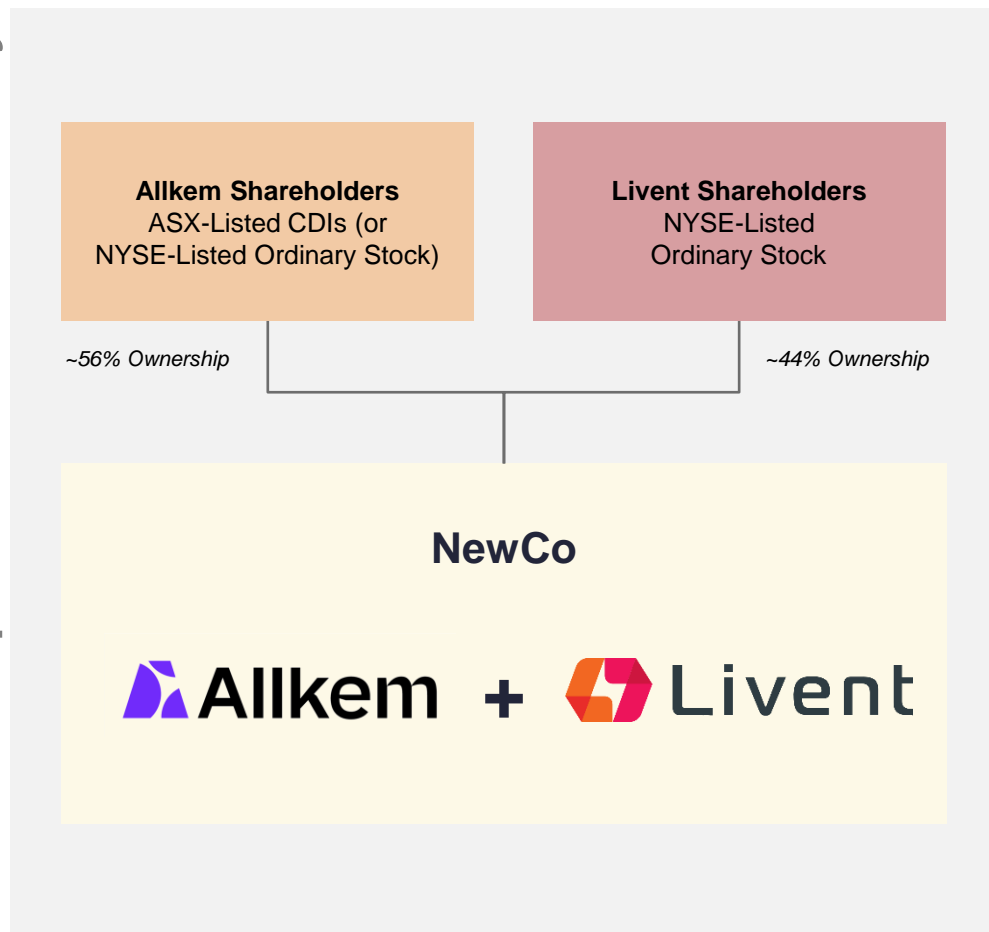 Allkem Shareholders
ASX-Listed CDIs (or
NYSE-Listed Ordinary Stock)
Livent Shareholders
NYSE-Listed
Ordinary Stock
~56% Ownership
~44% Ownership
NewCo
Allkem + Livent